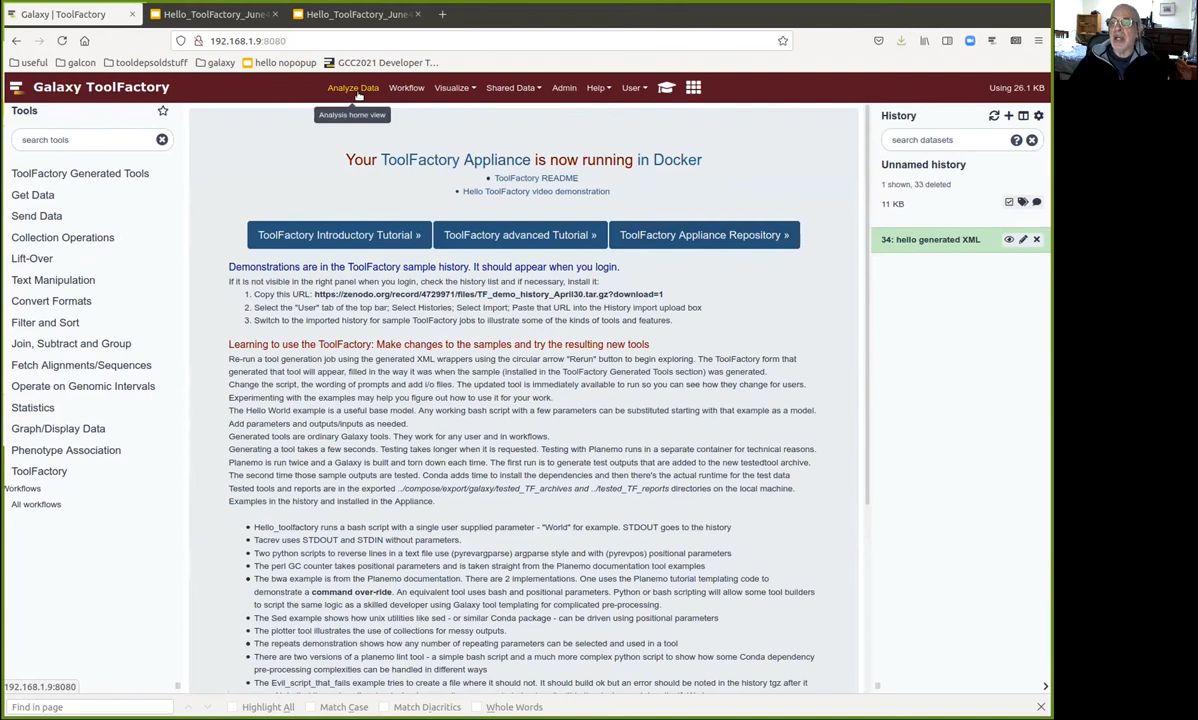 Galaxy | ToolFactory
Hello_ToolFactory_June
Hello_ToolFactory_June
192.168.1.9:8080
useful
galcon
tooldepsoldstuff
galaxy
hello nopopup
GCC2021 Developer T...
Galaxy ToolFactory
Analyze Data
Workflow
Visualize
Shared Data
Admin
Help
User
Using 26.1 KB
Analysis home view
Tools
search tools
ToolFactory Generated Tools
Get Data
Send Data
Collection Operations
Lift-Over
Text Manipulation
Convert Formats
Filter and Sort
Join, Subtract and Group
Fetch Alignments/Sequences
Operate on Genomic Intervals
Statistics
Graph/Display Data
Phenotype Association
ToolFactory
Workflows
All workflows
Your ToolFactory Appliance is now running in Docker
ToolFactory README
Hello ToolFactory video demonstration
ToolFactory Introductory Tutorial »
ToolFactory advanced Tutorial »
ToolFactory Appliance Repository »
Demonstrations are in the ToolFactory sample history. It should appear when you login.
If it is not visible in the right panel when you login, check the history list and if necessary, install it:
1. Copy this URL: https://zenodo.org/record/4729971/files/TF_demo_history_April30.tar.gz?download=1
2. Select the "User" tab of the top bar; Select Histories; Select Import; Paste that URL into the History import upload box
3. Switch to the imported history for sample ToolFactory jobs to illustrate some of the kinds of tools and features.
Learning to use the ToolFactory: Make changes to the samples and try the resulting new tools
Re-run a tool generation job using the generated XML wrappers using the circular arrow "Rerun" button to begin exploring. The ToolFactory form that
generated that tool will appear, filled in the way it was when the sample (installed in the ToolFactory Generated Tools section) was generated.
Change the script, the wording of prompts and add i/o files. The updated tool is immediately available to run so you can see how they change for users.
Experimenting with the examples may help you figure out how to use it for your work.
The Hello World example is a useful base model. Any working bash script with a few parameters can be substituted starting with that example as a model.
Add parameters and outputs/inputs as needed.
Generated tools are ordinary Galaxy tools. They work for any user and in workflows.
Generating a tool takes a few seconds. Testing takes longer when it is requested. Testing with Planemo runs in a separate container for technical reasons.
Planemo is run twice and a Galaxy is built and torn down each time. The first run is to generate test outputs that are added to the new testedtool archive.
The second time those sample outputs are tested. Conda adds time to install the dependencies and then there's the actual runtime for the test data
Tested tools and reports are in the exported ../compose/export/galaxy/tested_TF_archives and ../tested_TF_reports directories on the local machine.
Examples in the history and installed in the Appliance.
Hello_toolfactory runs a bash script with a single user supplied parameter - "World" for example. STDOUT goes to the history
Tacrev uses STDOUT and STDIN without parameters.
Two python scripts to reverse lines in a text file use (pyrevargparse) argparse style and with (pyrevpos) positional parameters
The perl GC counter takes positional parameters and is taken straight from the Planemo documentation tool examples
The bwa example is from the Planemo documentation. There are 2 implementations. One uses the Planemo tutorial templating code to
demonstrate a command over-ride. An equivalent tool uses bash and positional parameters. Python or bash scripting will allow some tool builders
to script the same logic as a skilled developer using Galaxy tool templating for complicated pre-processing.
The Sed example shows how unix utilities like sed - or similar Conda package - can be driven using positional parameters
The plotter tool illustrates the use of collections for messy outputs.
The repeats demonstration shows how any number of repeating parameters can be selected and used in a tool
There are two versions of a planemo lint tool - a simple bash script and a much more complex python script to show how some Conda dependency
pre-processing complexities can be handled in different ways
The Evil_script_that_fails example tries to create a file where it should not. It should build ok but an error should be noted in the history tgz after it
History
search datasets
Unnamed history
1 shown, 33 deleted
11 KB
34: hello generated XML
192.168.1.9:8080
Find in page
Highlight All
Match Case
Match Diacritics
Whole Words